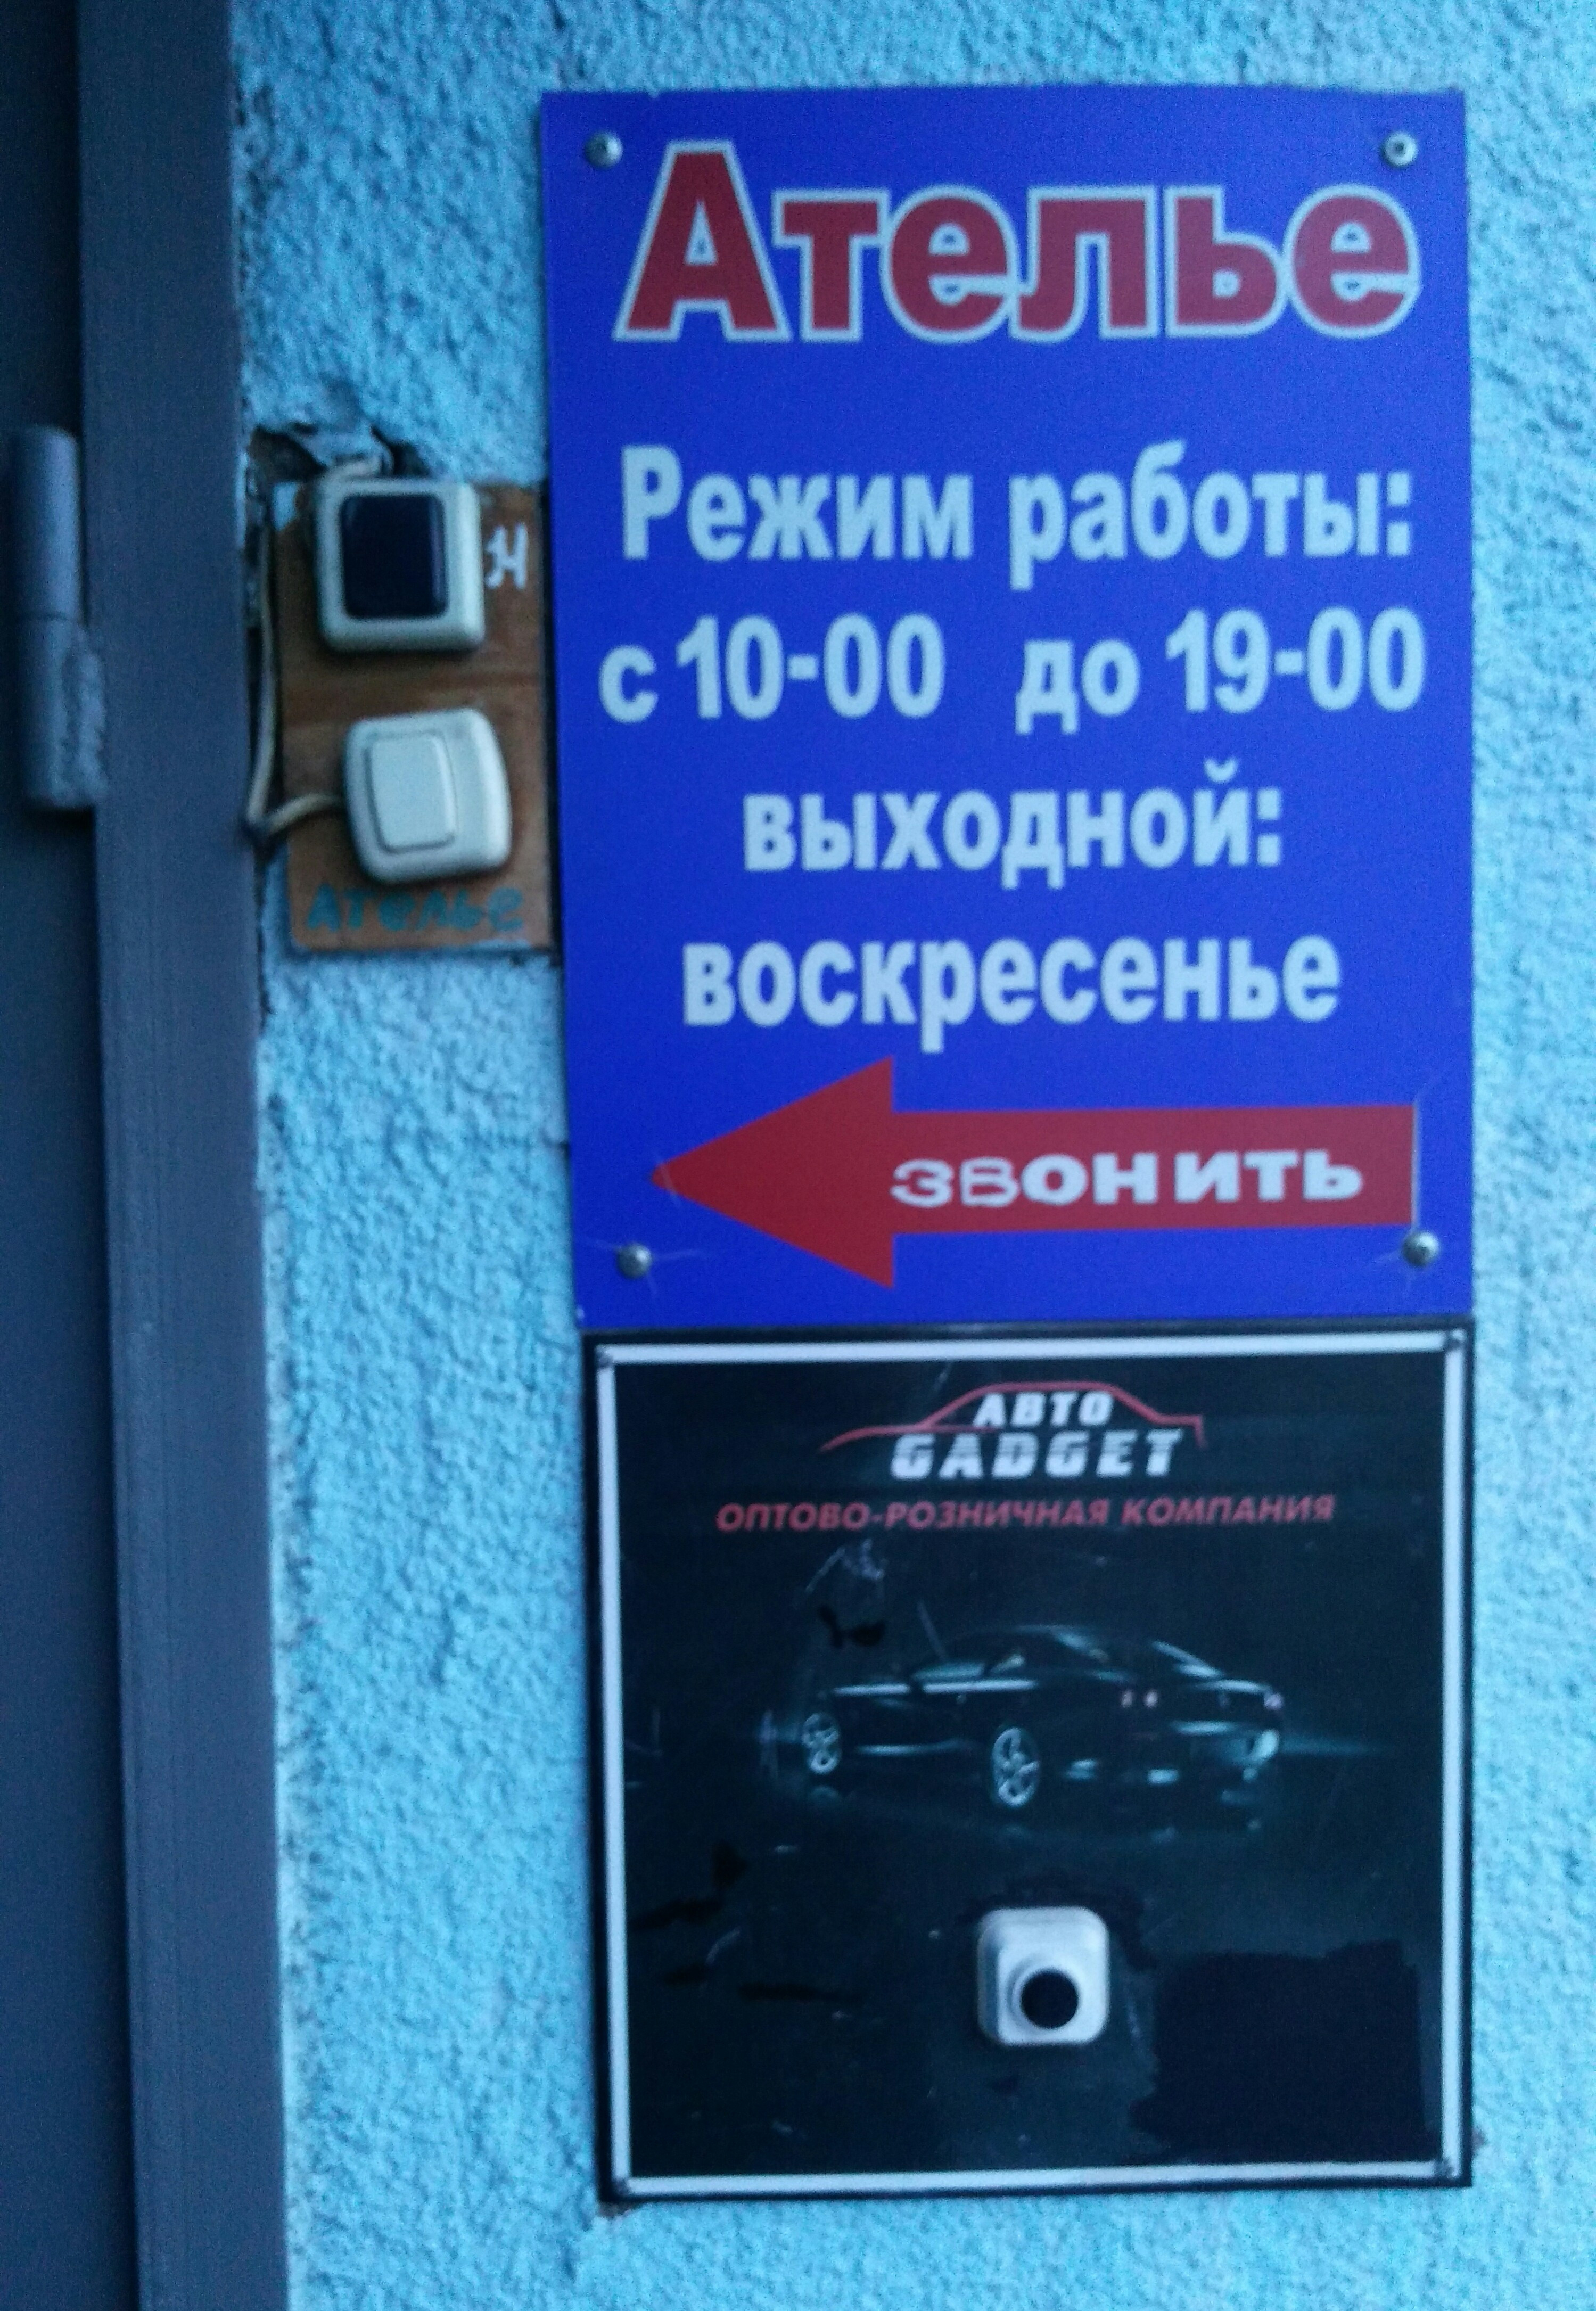 Ателье
Режим работы:
с 10-00 до 19-00
выходной:
воскресенье
звонить
Ателье
АВТО
GADGET
ОПТОВО-РОЗНИЧНАЯ КОМПАНИЯ